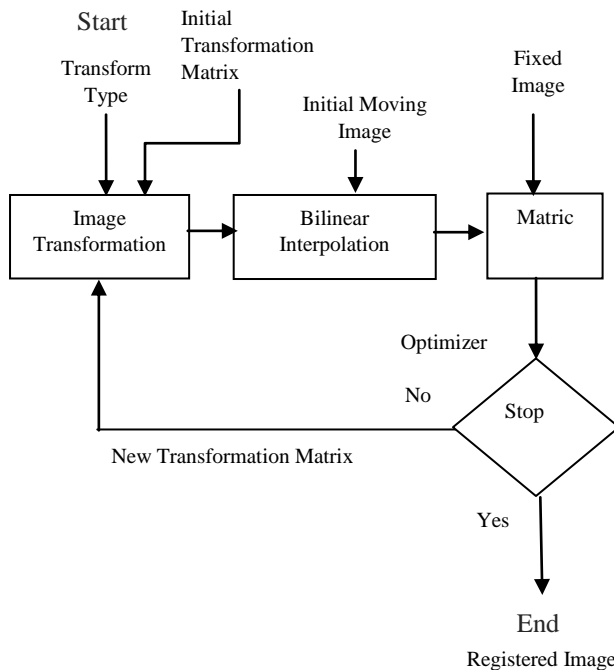 Start
Transform
Type
Initial
Transformation
Matrix
Initial Moving
Image
Fixed
Image
Image
Transformation
Bilinear
Interpolation
Matric
Optimizer
No
Stop
New Transformation Matrix
Yes
End
Registered Image